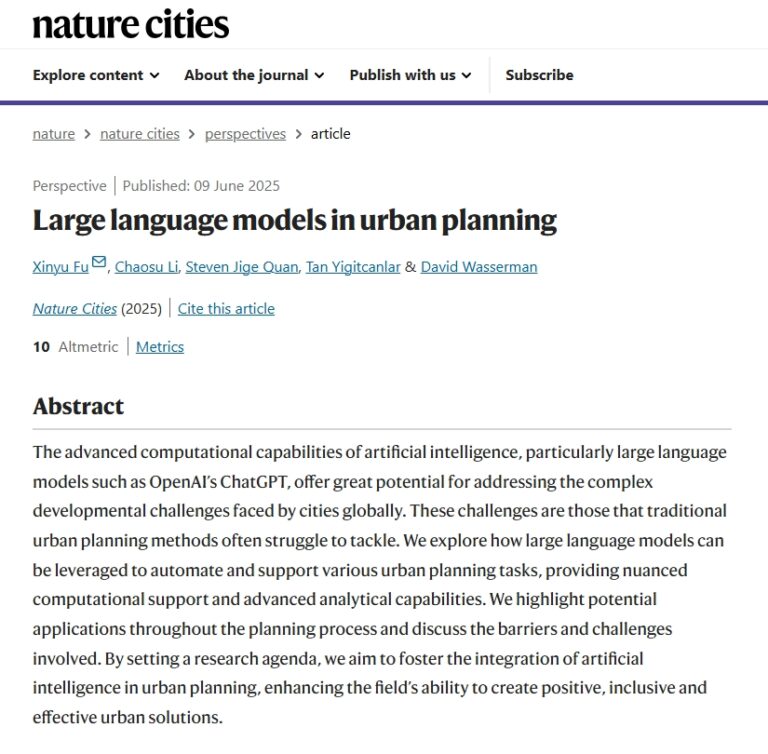 nature cities
Explore content About the journal Publish with us Subscribe
nature > nature cities > perspectives > article
Perspective | Published: 09 June 2025
Large language models in urban planning
Xinyu Fu, Chaosu Li, Steven Jige Quan, Tan Yigitcanlar & David Wasserman
Nature Cities (2025) | Cite this article
10 Altmetric | Metrics
Abstract
The advanced computational capabilities of artificial intelligence, particularly large language
models such as OpenAI's ChatGPT, offer great potential for addressing the complex
developmental challenges faced by cities globally. These challenges are those that traditional
urban planning methods often struggle to tackle. We explore how large language models can
be leveraged to automate and support various urban planning tasks, providing nuanced
computational support and advanced analytical capabilities. We highlight potential
applications throughout the planning process and discuss the barriers and challenges
involved. By setting a research agenda, we aim to foster the integration of artificial
intelligence in urban planning, enhancing the field's ability to create positive, inclusive and
effective urban solutions.